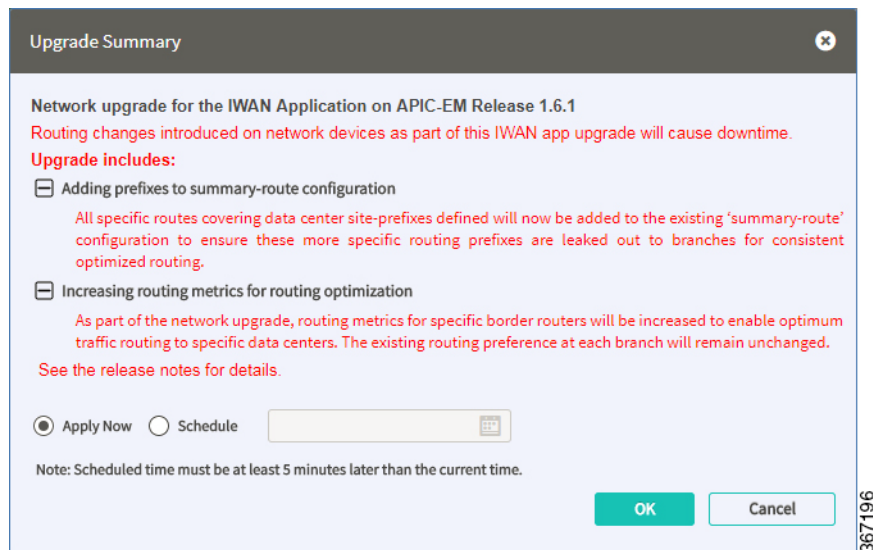 Upgrade Summary
Network upgrade for the IWAN Application on APIC-EM Release 1.6.1
Routing changes introduced on network devices as part of this IWAN app upgrade will cause downtime.
Upgrade includes:
Adding prefixes to summary-route configuration
All specific routes covering data center site-prefixes defined will now be added to the existing ‘summary-route’
configuration to ensure these more specific routing prefixes are leaked out to branches for consistent
optimized routing.
Increasing routing metrics for routing optimization
As part of the network upgrade, routing metrics for specific border routers will be increased to enable optimum
traffic routing to specific data centers. The existing routing preference at each branch will remain unchanged.
See the release notes for details.
Apply Now Schedule
Note: Scheduled time must be at least 5 minutes later than the current time.
OK Cancel
367196